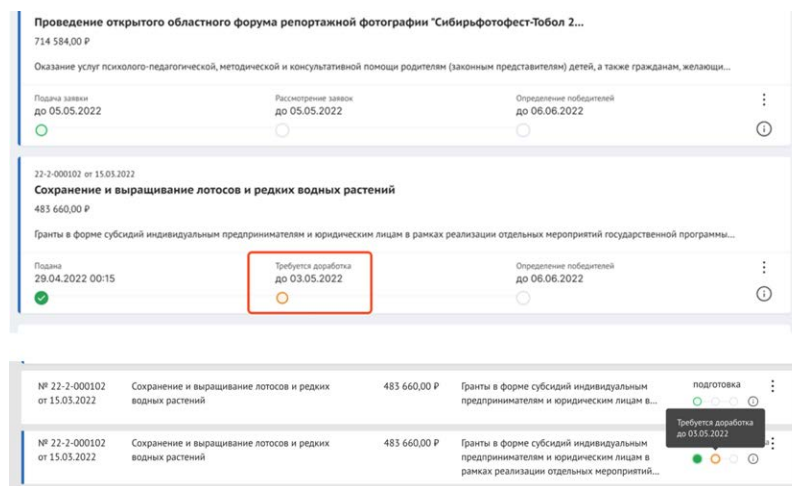 Проведение открытого областного форума репортажной фотографии "Сибирьфотофест-Тобол 2...
714 584,00 ₽
Оказание услуг психолого-педагогической, методической и консультативной помощи родителям (законным представителям) детей, а также гражданам, желающи...
Подача заявки Рассмотрение заявок Определение победителей
до 05.05.2022 до 05.05.2022 до 06.06.2022
22-2-000102 от 15.03.2022
Сохранение и выращивание лотосов и редких водных растений
483 660,00 ₽
Гранты в форме субсидий индивидуальным предпринимателям и юридическим лицам в рамках реализации отдельных мероприятий государственной программы...
Подана Требуется доработка Определение победителей
29.04.2022 00:15 до 03.05.2022 до 06.06.2022
№ 22-2-000102 Сохранение и выращивание лотосов и редких 483 660,00 ₽ Гранты в форме субсидий индивидуальным подготовка
от 15.03.2022 водных растений предпринимателям и юридическим лицам в...
Требуется доработка
до 03.05.2022
№ 22-2-000102 Сохранение и выращивание лотосов и редких 483 660,00 ₽ Гранты в форме субсидий индивидуальным
от 15.03.2022 водных растений предпринимателям и юридическим лицам в
рамках реализации отдельных мероприятий...